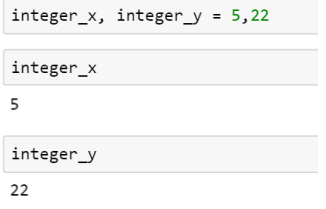 integer_x, integer_y = 5,22
integer_x
5
integer_y
22